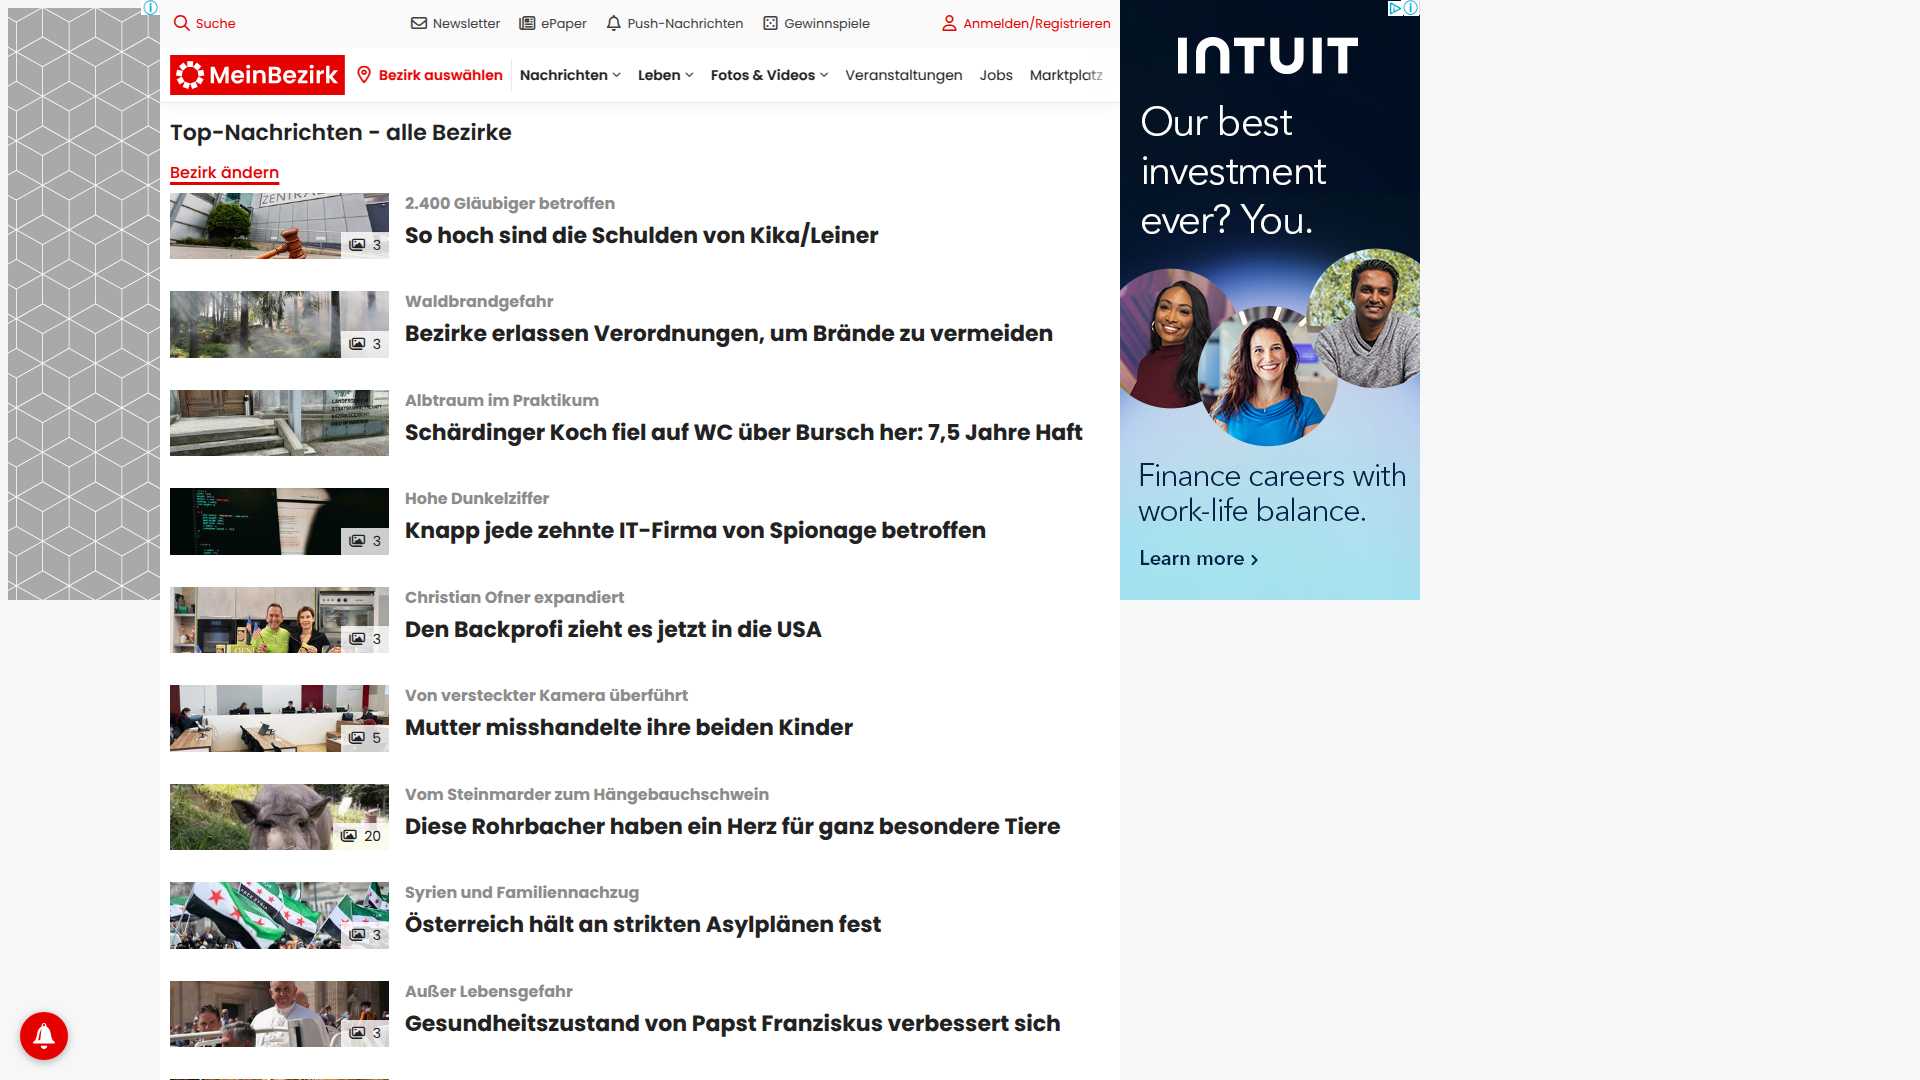 Suche
Newsletter
ePaper
Push-Nachrichten
Gewinnspiele
Anmelden/Registrieren
MeinBezirk
Bezirk auswählen
Nachrichten
Leben
Fotos & Videos
Veranstaltungen
Jobs
Marktplatz
Top-Nachrichten - alle Bezirke
Bezirk ändern
3
2.400 Gläubiger betroffen
So hoch sind die Schulden von Kika/Leiner
3
Waldbrandgefahr
Bezirke erlassen Verordnungen, um Brände zu vermeiden
Albtraum im Praktikum
Schärdinger Koch fiel auf WC über Bursch her: 7,5 Jahre Haft
3
Hohe Dunkelziffer
Knapp jede zehnte IT-Firma von Spionage betroffen
3
Christian Ofner expandiert
Den Backprofi zieht es jetzt in die USA
5
Von versteckter Kamera überführt
Mutter misshandelte ihre beiden Kinder
20
Vom Steinmarder zum Hängebauchschwein
Diese Rohrbacher haben ein Herz für ganz besondere Tiere
3
Syrien und Familiennachzug
Österreich hält an strikten Asylplänen fest
3
Außer Lebensgefahr
Gesundheitszustand von Papst Franziskus verbessert sich
INTUIT
Our best
investment
ever? You.
Finance careers with
work-life balance.
Learn more